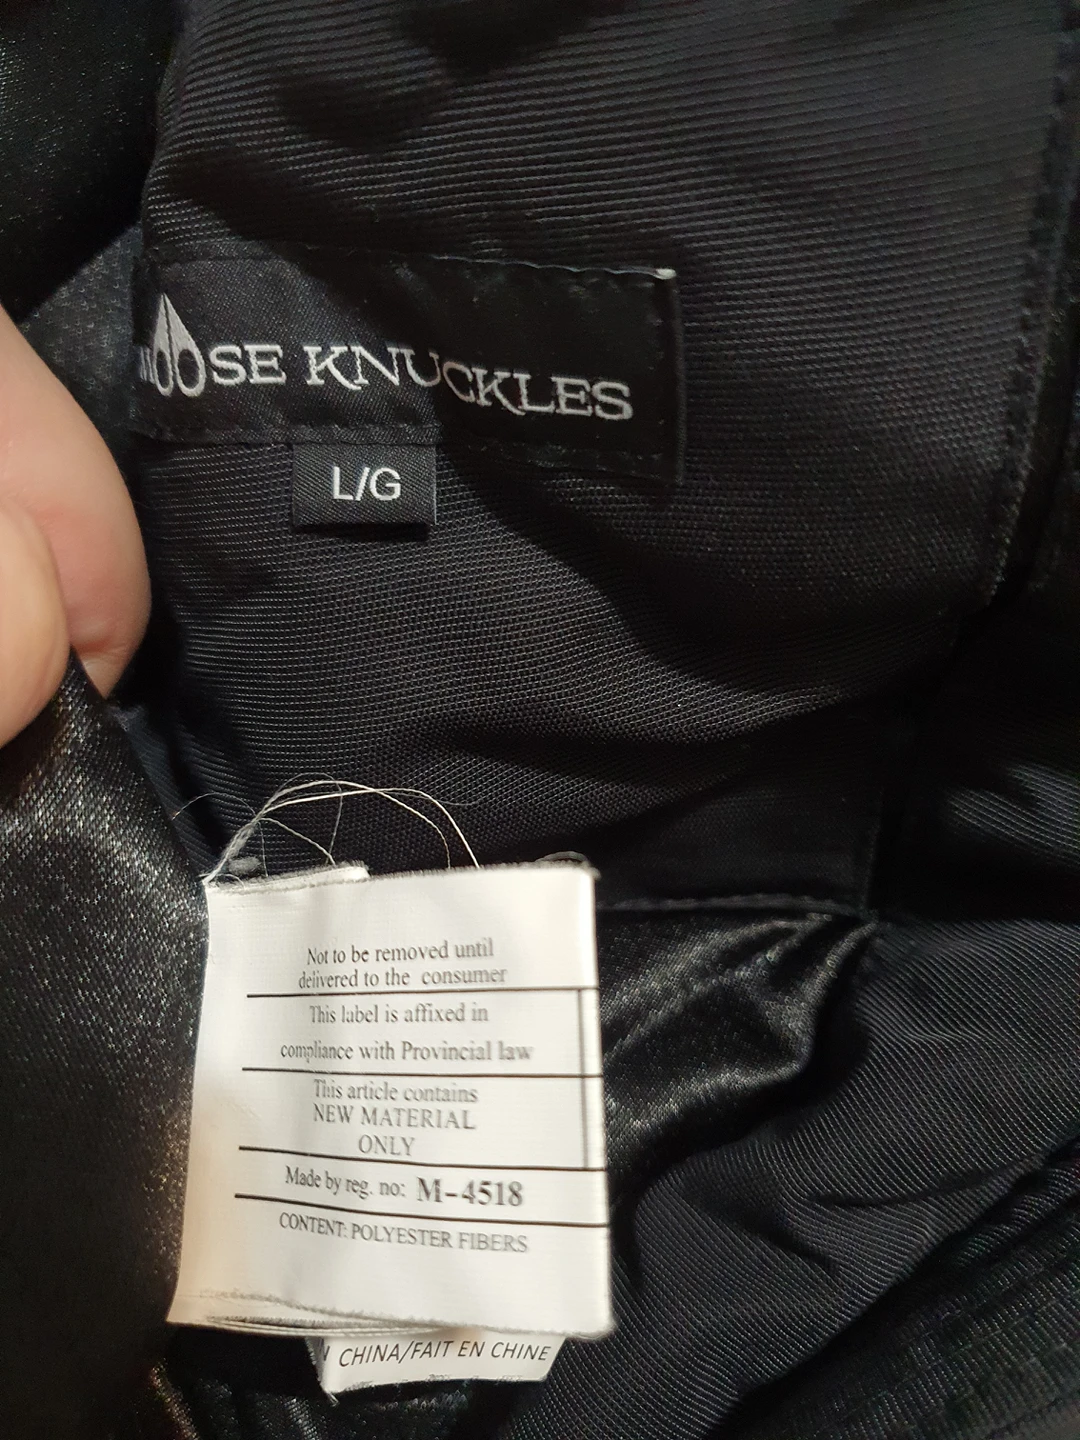 MOOSE KNUCKLES
L/G
Not to be removed until
delivered to the consumer
This label is affixed in
compliance with Provincial law
This article contains
NEW MATERIAL
ONLY
Made by reg. no: M-4518
CONTENT: POLYESTER FIBERS
CHINA/FAIT EN CHINE